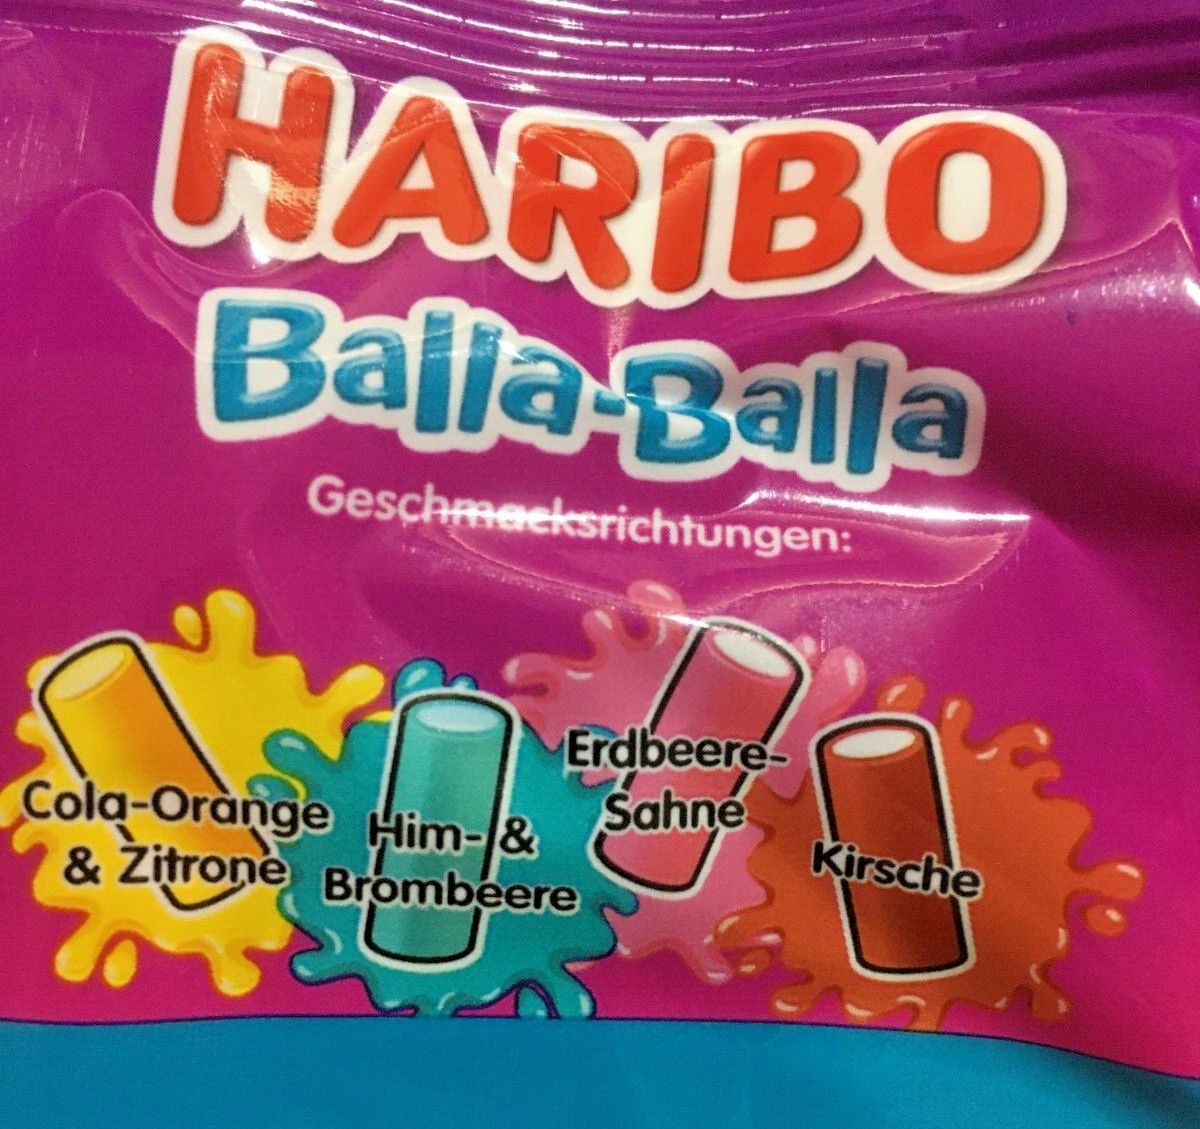 HARIBO
Balla-Balla
Geschmacksrichtungen:
Cola-Orange
& Zitrone
Him- &
Brombeere
Erdbeere-
Sahne
Kirsche